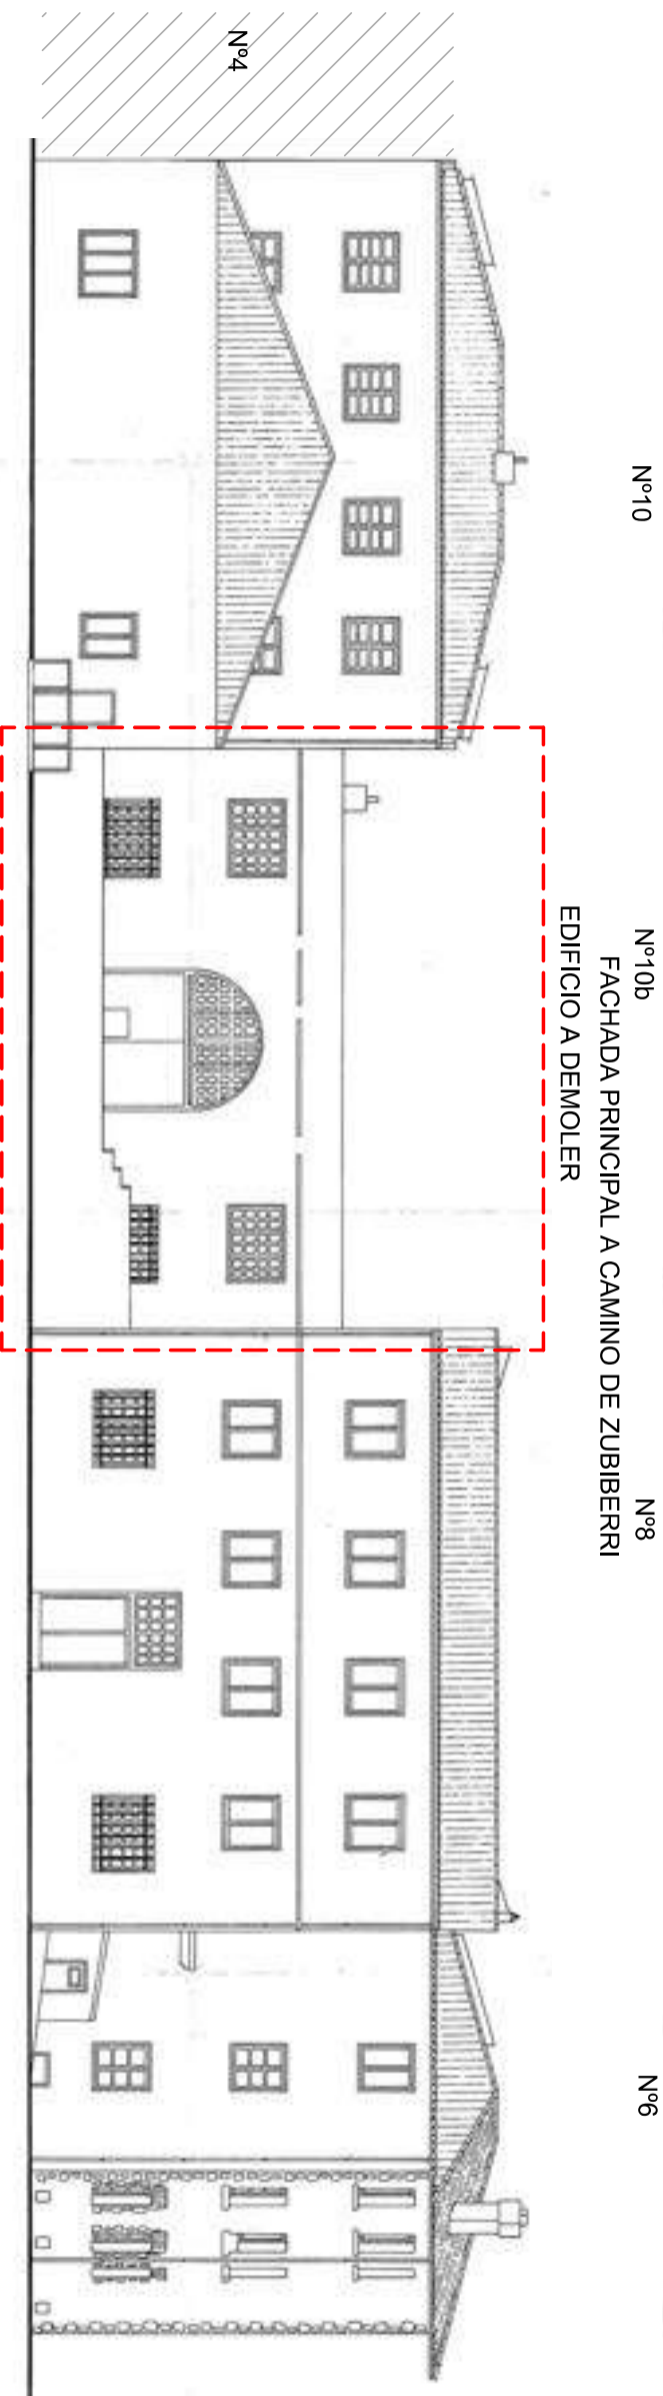 Nº4
Nº10
Nº10b
Nº8
Nº6
FACHADA PRINCIPAL A CAMINO DE ZUBIBERRI
EDIFICIO A DEMOLER